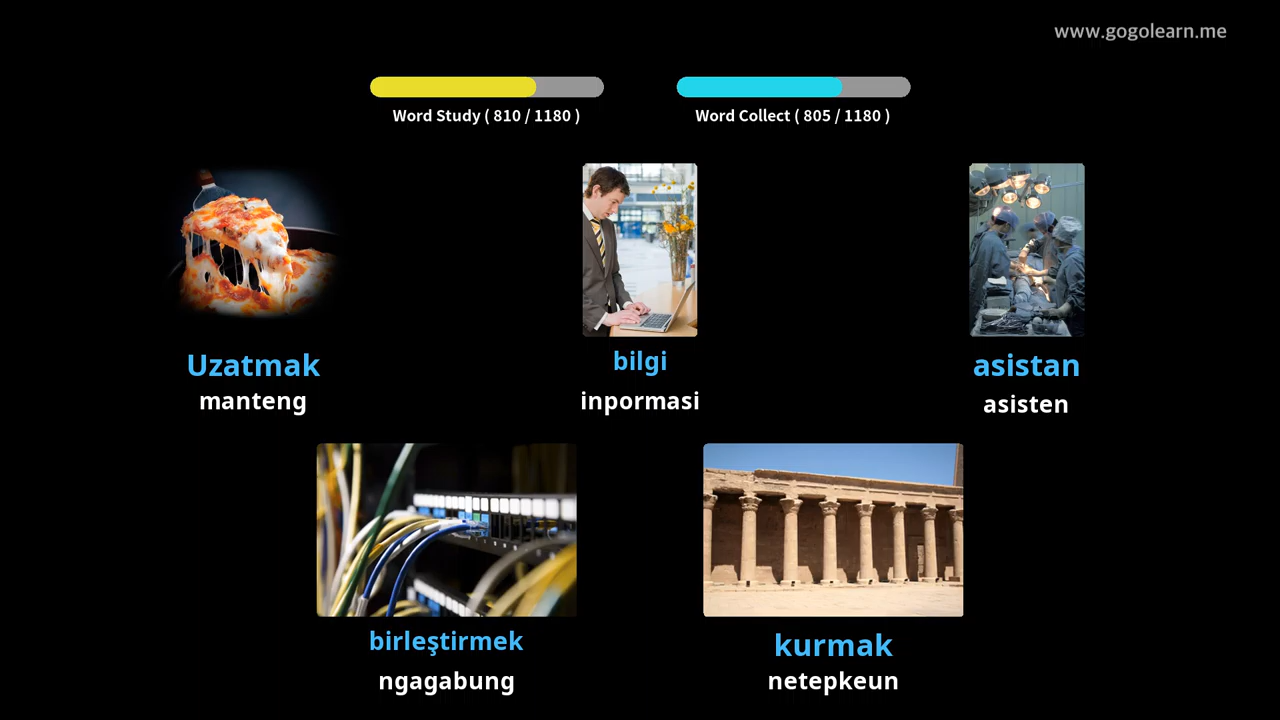 www.gogolearn.me
Word Study ( 810 / 1180 )
Word Collect ( 805 / 1180 )
Uzatmak
manteng
bilgi
inpormasi
asistan
asisten
birleştirmek
ngagabung
kurmak
netepkeun